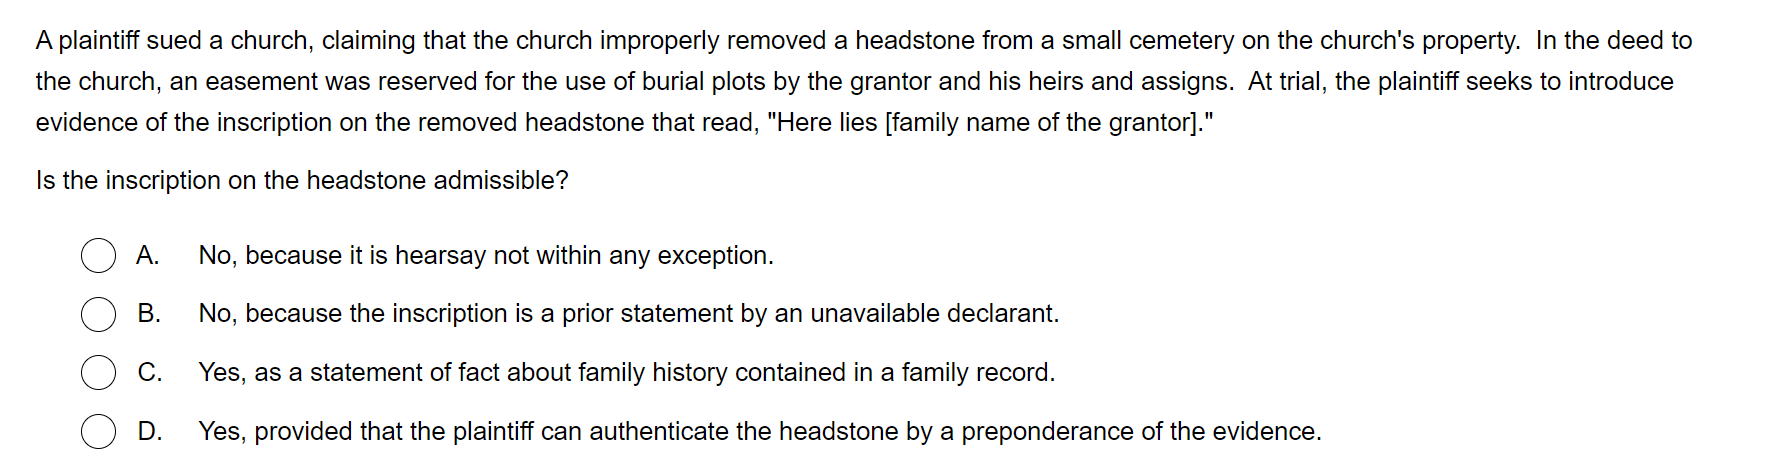 A plaintiff sued a church, claiming that the church improperly removed a headstone from a small cemetery on the church's property.  In the deed to
the church, an easement was reserved for the use of burial plots by the grantor and his heirs and assigns.  At trial, the plaintiff seeks to introduce
evidence of the inscription on the removed headstone that read, "Here lies [family name of the grantor]."
Is the inscription on the headstone admissible?
A. No, because it is hearsay not within any exception.
B. No, because the inscription is a prior statement by an unavailable declarant.
C. Yes, as a statement of fact about family history contained in a family record.
D. Yes, provided that the plaintiff can authenticate the headstone by a preponderance of the evidence.